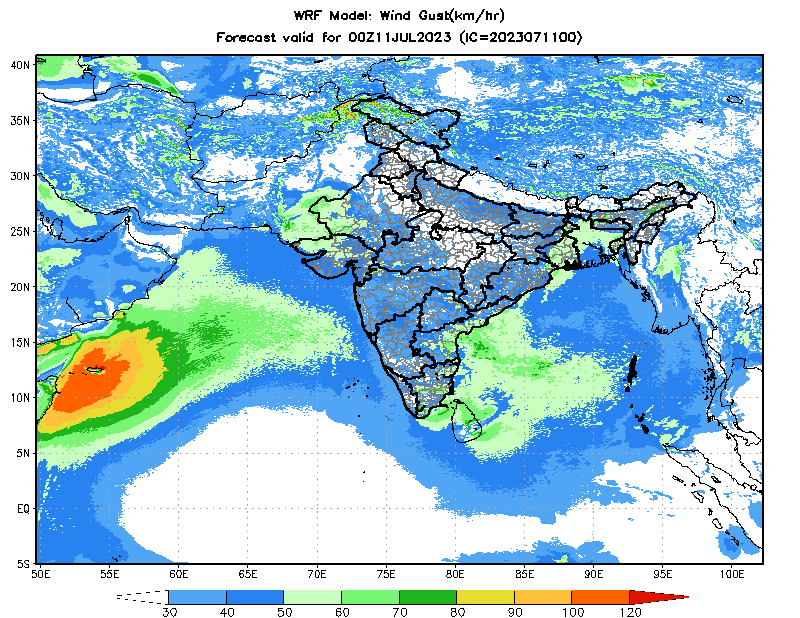 WRF Model: Wind Gust(km/hr)
Forecast valid for 00Z11JUL2023 (IC=2023071100)
40N
35N
30N
25N
20N
15N
10N
5N
EQ
5S
50E 55E 60E 65E 70E 75E 80E 85E 90E 95E 100E
30 40 50 60 70 80 90 100 120